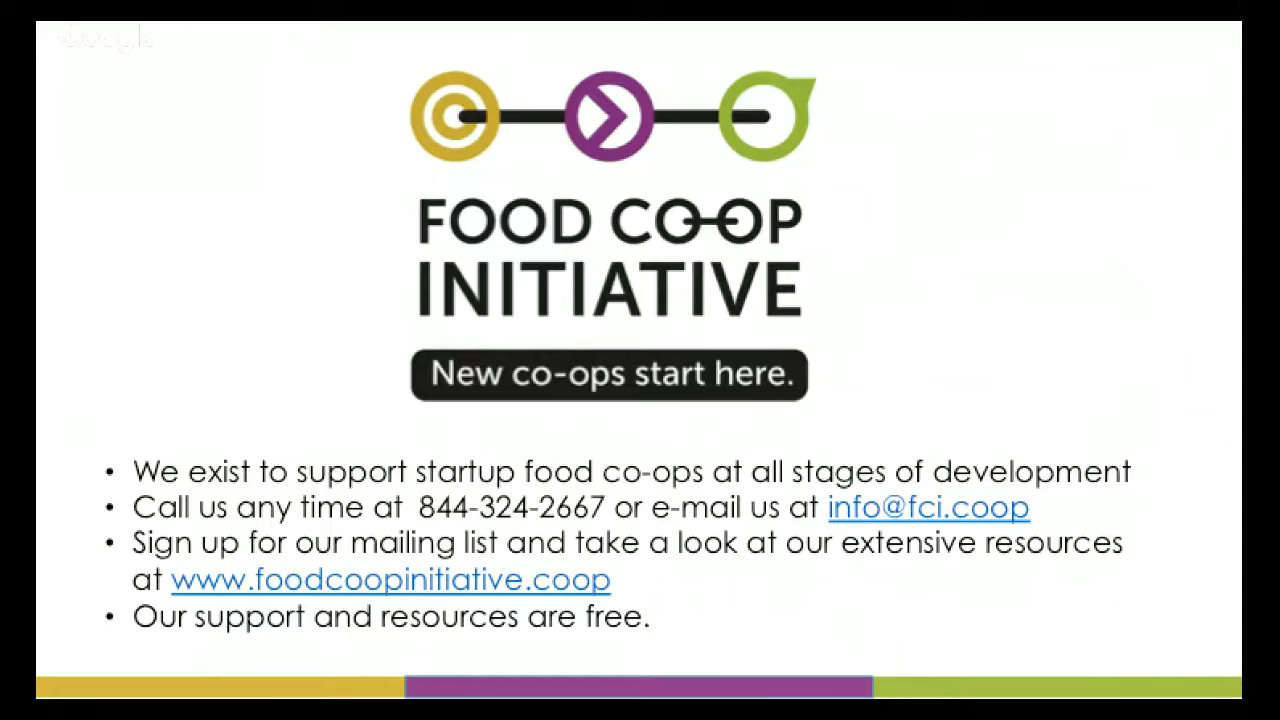 FOOD CO-OP
INITIATIVE
New co-ops start here.
• We exist to support startup food co-ops at all stages of development
• Call us any time at 844-324-2667 or e-mail us at info@fci.coop
• Sign up for our mailing list and take a look at our extensive resources
at www.foodcoopinitiative.coop
• Our support and resources are free.